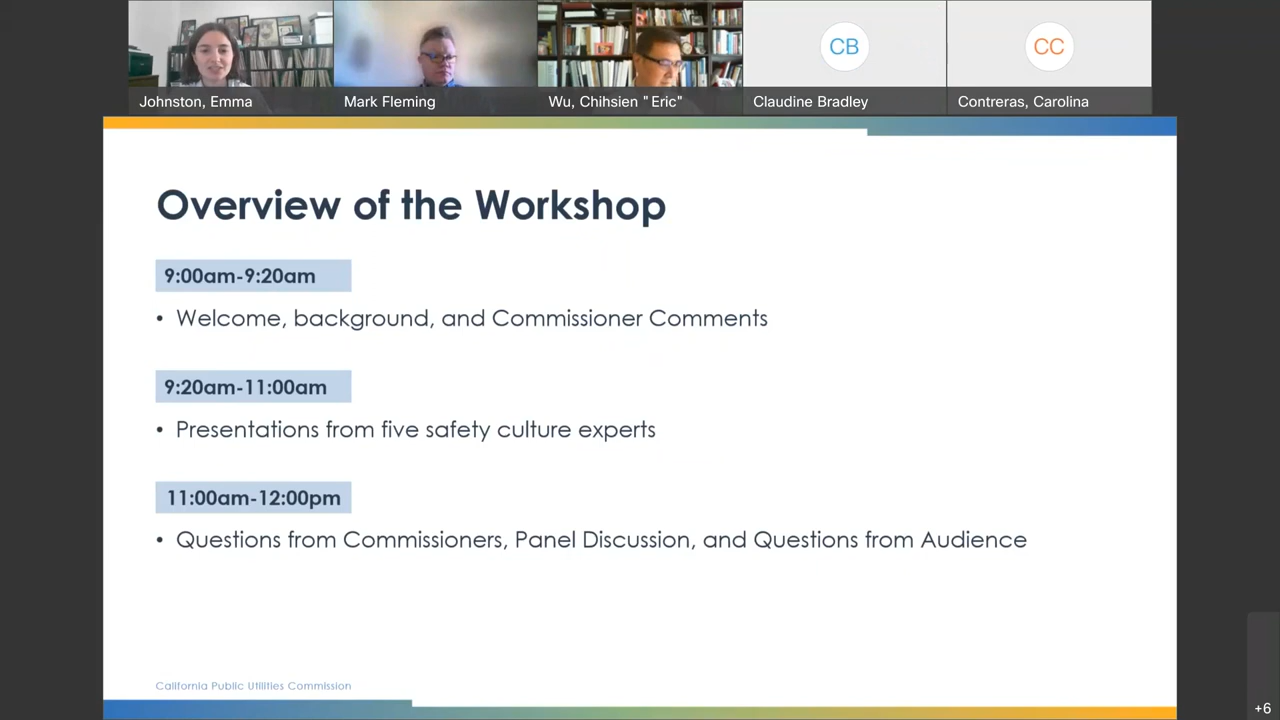 CB
CC
Johnston, Emma
Mark Fleming
Wu, Chihsien "Eric"
Claudine Bradley
Contreras, Carolina
Overview of the Workshop
9:00am-9:20am
• Welcome, background, and Commissioner Comments
9:20am-11:00am
• Presentations from five safety culture experts
11:00am-12:00pm
• Questions from Commissioners, Panel Discussion, and Questions from Audience
California Public Utilities Commission
+6